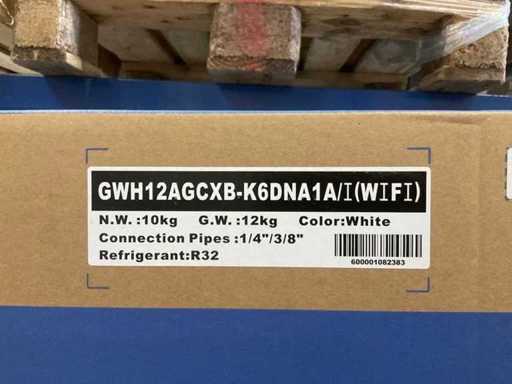 GWH12AGCXB-K6DNA1A/I(WIFI)
N.W. :10kg G.W. :12kg Color:White
Connection Pipes :1/4"/3/8"
Refrigerant:R32
600001082383